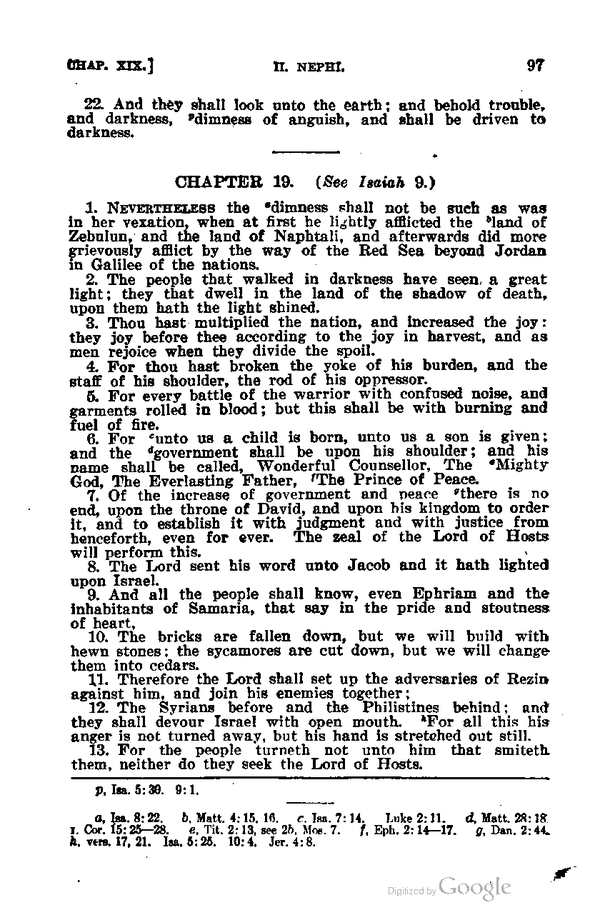 CHAP. XIX.] II. NEPHI. 97
22. And they shall look unto the earth; and behold trouble,
and darkness, ᵖdimness of anguish, and shall be driven to
darkness.
CHAPTER 19. (See Isaiah 9.)
1. NEVERTHELESS the ᵃdimness shall not be such as was
in her vexation, when at first he lightly afflicted the ᵇland of
Zebulun, and the land of Naphtali, and afterwards did more
grievously afflict by the way of the Red Sea beyond Jordan
in Galilee of the nations.
2. The people that walked in darkness have seen a great
light; they that dwell in the land of the shadow of death,
upon them hath the light shined.
3. Thou hast multiplied the nation, and increased the joy:
they joy before thee according to the joy in harvest, and as
men rejoice when they divide the spoil.
4. For thou hast broken the yoke of his burden, and the
staff of his shoulder, the rod of his oppressor.
5. For every battle of the warrior with confused noise, and
garments rolled in blood; but this shall be with burning and
fuel of fire.
6. For ᶜunto us a child is born, unto us a son is given;
and the ᵈgovernment shall be upon his shoulder; and his
name shall be called, Wonderful Counsellor, The ᵉMighty
God, The Everlasting Father, ᶠThe Prince of Peace.
7. Of the increase of government and peace ᵍthere is no
end, upon the throne of David, and upon his kingdom to order
it, and to establish it with judgment and with justice from
henceforth, even for ever. The zeal of the Lord of Hosts
will perform this.
8. The Lord sent his word unto Jacob and it hath lighted
upon Israel.
9. And all the people shall know, even Ephriam and the
inhabitants of Samaria, that say in the pride and stoutness
of heart,
10. The bricks are fallen down, but we will build with
hewn stones; the sycamores are cut down, but we will change
them into cedars.
11. Therefore the Lord shall set up the adversaries of Rezin
against him, and join his enemies together;
12. The Syrians before and the Philistines behind; and
they shall devour Israel with open mouth. ʰFor all this his
anger is not turned away, but his hand is stretched out still.
13. For the people turneth not unto him that smiteth
them, neither do they seek the Lord of Hosts.
p, Isa. 5:30. 9:1.
a, Isa. 8:22. b, Matt. 4:15, 16. c, Isa. 7:14. Luke 2:11. d, Matt. 28:18
1. Cor. 15:25—28. e, Tit. 2:13, see 2b, Mos. 7. f, Eph. 2:14—17. g, Dan. 2:44.
h, vers. 17, 21. Isa. 5:25. 10:4. Jer. 4:8.
Digitized by Google